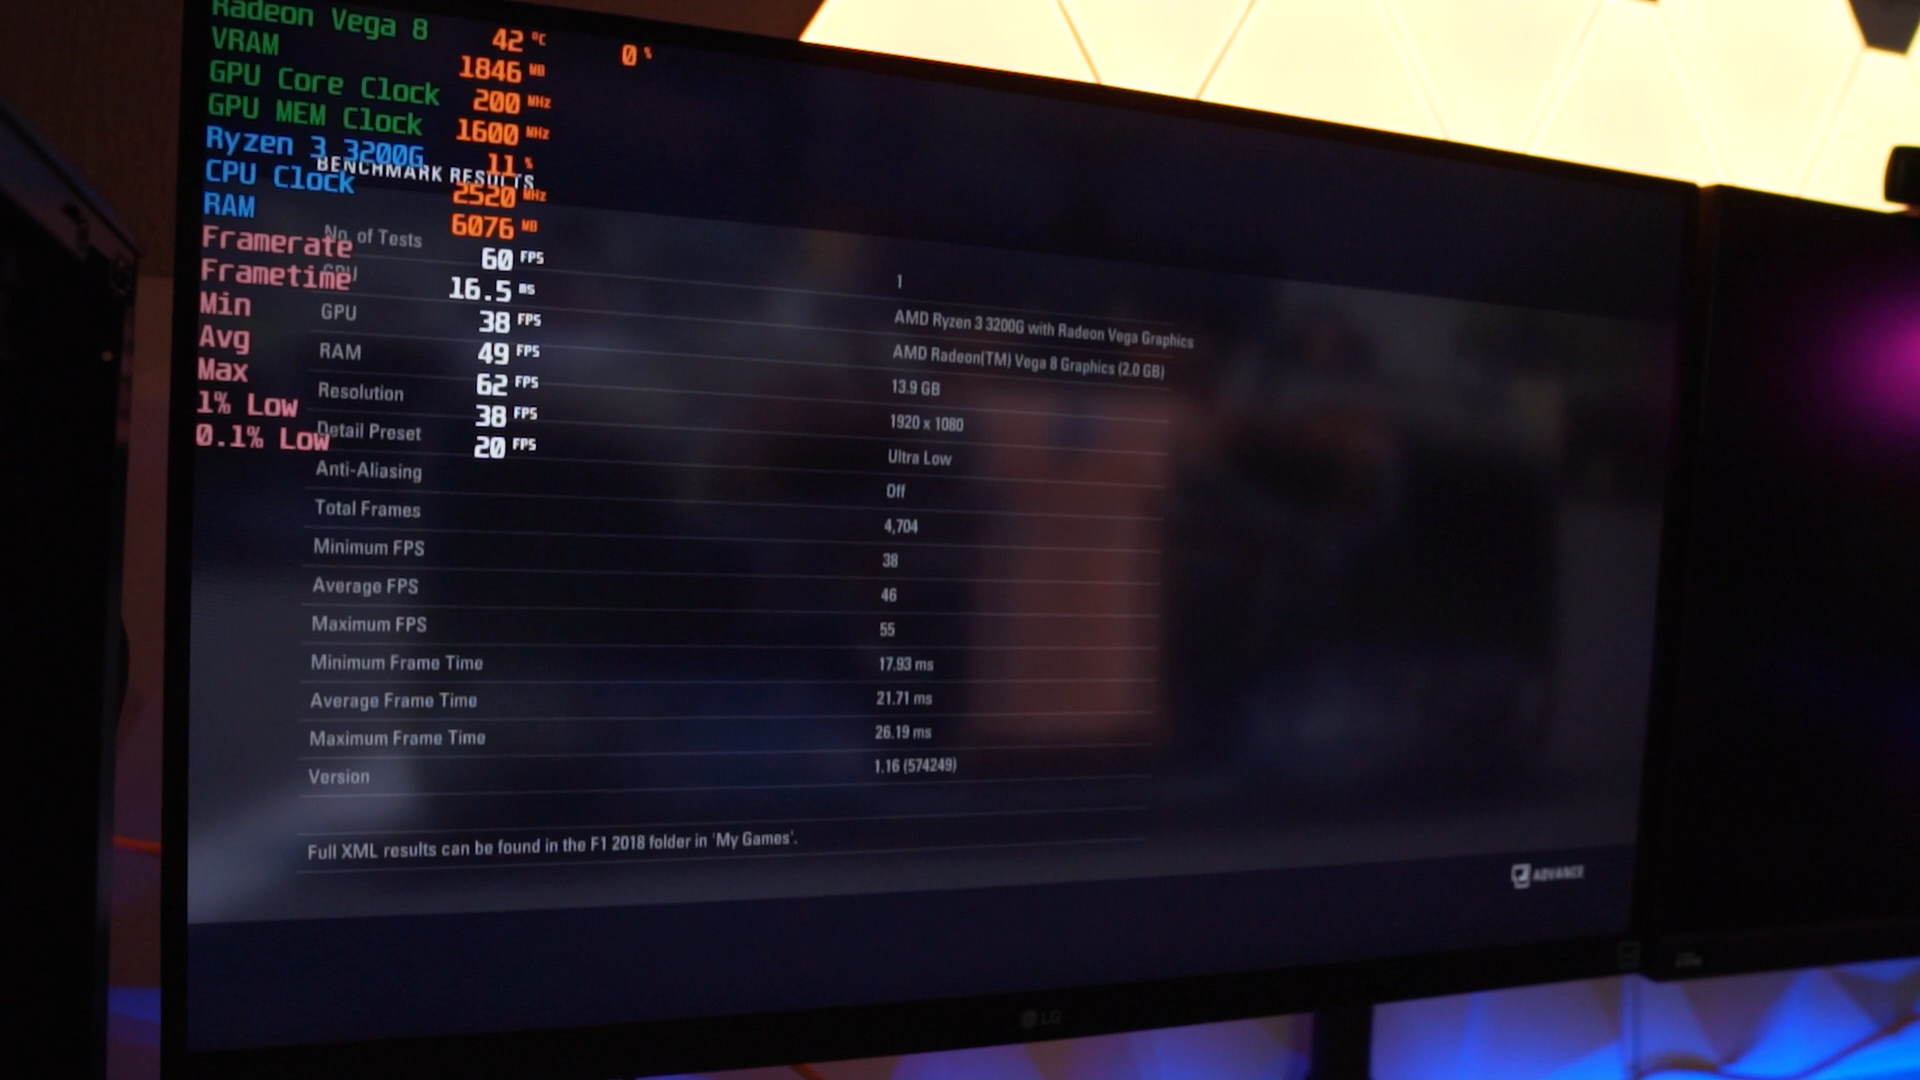 Radeon Vega 8 42 °C 0 %
VRAM 1846 MB
GPU Core Clock 200 MHz
GPU MEM Clock 1600 MHz
Ryzen 3 3200G 11 %
CPU Clock 2520 MHz
RAM 6076 MB
Framerate 60 FPS
Frametime 16.5 ms
Min 38 FPS
Avg 49 FPS
Max 62 FPS
1% Low 38 FPS
0.1% Low 20 FPS
BENCHMARK RESULTS
No. of Tests 1
CPU AMD Ryzen 3 3200G with Radeon Vega Graphics
GPU AMD Radeon(TM) Vega 8 Graphics (2.0 GB)
RAM 13.9 GB
Resolution 1920 x 1080
Detail Preset Ultra Low
Anti-Aliasing Off
Total Frames 4,704
Minimum FPS 38
Average FPS 46
Maximum FPS 55
Minimum Frame Time 17.93 ms
Average Frame Time 21.71 ms
Maximum Frame Time 26.19 ms
Version 1.16 (574249)
Full XML results can be found in the F1 2018 folder in 'My Games'.
ADVANCE
LG